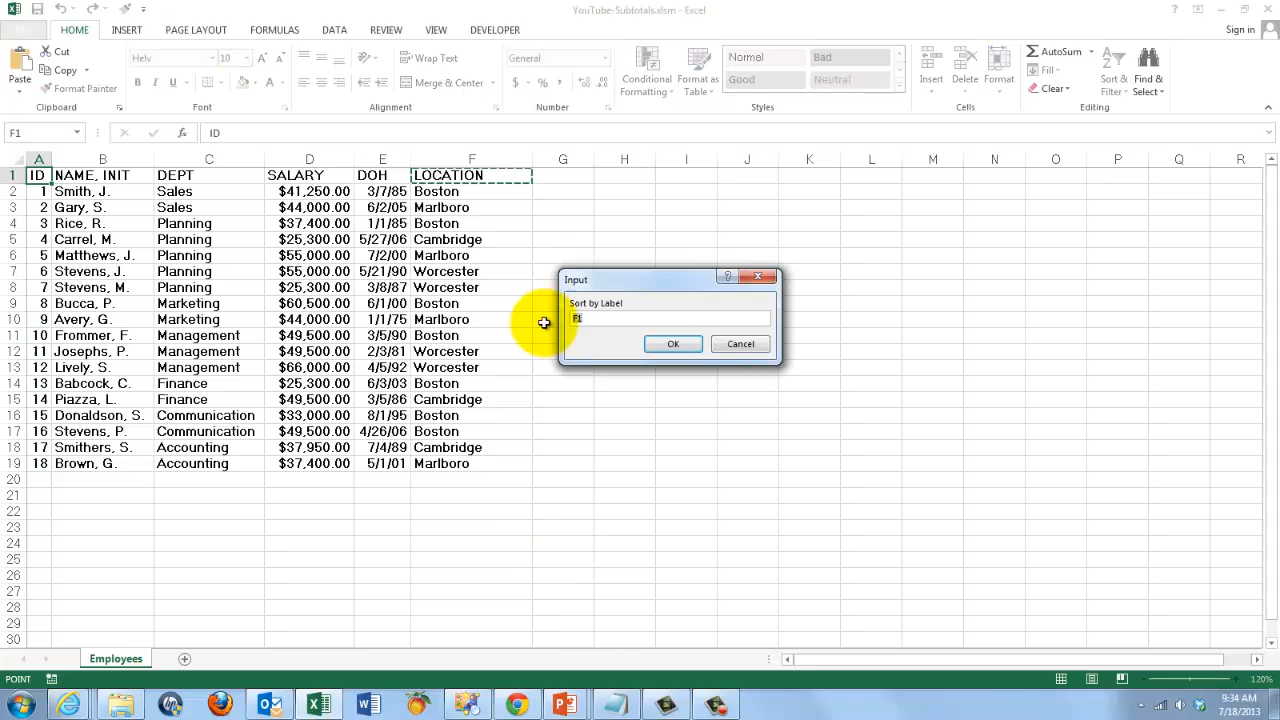 YouTube-Subtotals.xlsm - Excel
HOME INSERT PAGE LAYOUT FORMULAS DATA REVIEW VIEW DEVELOPER Sign in
Paste
Cut
Copy
Format Painter
Clipboard
Helv 10
B I U
Font
Wrap Text
Merge & Center
Alignment
General
$ % ,
Number
Conditional Formatting
Format as Table
Normal Bad
Good Neutral
Styles
Insert Delete Format
Cells
AutoSum
Fill
Clear
Sort & Filter
Find & Select
Editing
F1 ID
A B C D E F G H I J K L M N O P Q R
1 ID NAME, INIT DEPT SALARY DOH LOCATION
2 1 Smith, J. Sales $41,250.00 3/7/85 Boston
3 2 Gary, S. Sales $44,000.00 6/2/05 Marlboro
4 3 Rice, R. Planning $37,400.00 1/1/85 Boston
5 4 Carrel, M. Planning $25,300.00 5/27/06 Cambridge
6 5 Matthews, J. Planning $55,000.00 7/2/00 Marlboro
7 6 Stevens, J. Planning $55,000.00 5/21/90 Worcester
8 7 Stevens, M. Planning $25,300.00 3/8/87 Worcester
9 8 Bucca, P. Marketing $60,500.00 6/1/00 Boston
10 9 Avery, G. Marketing $44,000.00 1/1/75 Marlboro
11 10 Frommer, F. Management $49,500.00 3/5/90 Boston
12 11 Josephs, P. Management $49,500.00 2/3/81 Worcester
13 12 Lively, S. Management $66,000.00 4/5/92 Worcester
14 13 Babcock, C. Finance $25,300.00 6/3/03 Boston
15 14 Piazza, L. Finance $49,500.00 3/5/86 Cambridge
16 15 Donaldson, S. Communication $33,000.00 8/1/95 Boston
17 16 Stevens, P. Communication $49,500.00 4/26/06 Boston
18 17 Smithers, S. Accounting $37,950.00 7/4/89 Cambridge
19 18 Brown, G. Accounting $37,400.00 5/1/01 Marlboro
20
21
22
23
24
25
26
27
28
29
30
Input
Sort by Label
F1
OK Cancel
Employees
POINT 120%
9:34 AM
7/18/2013